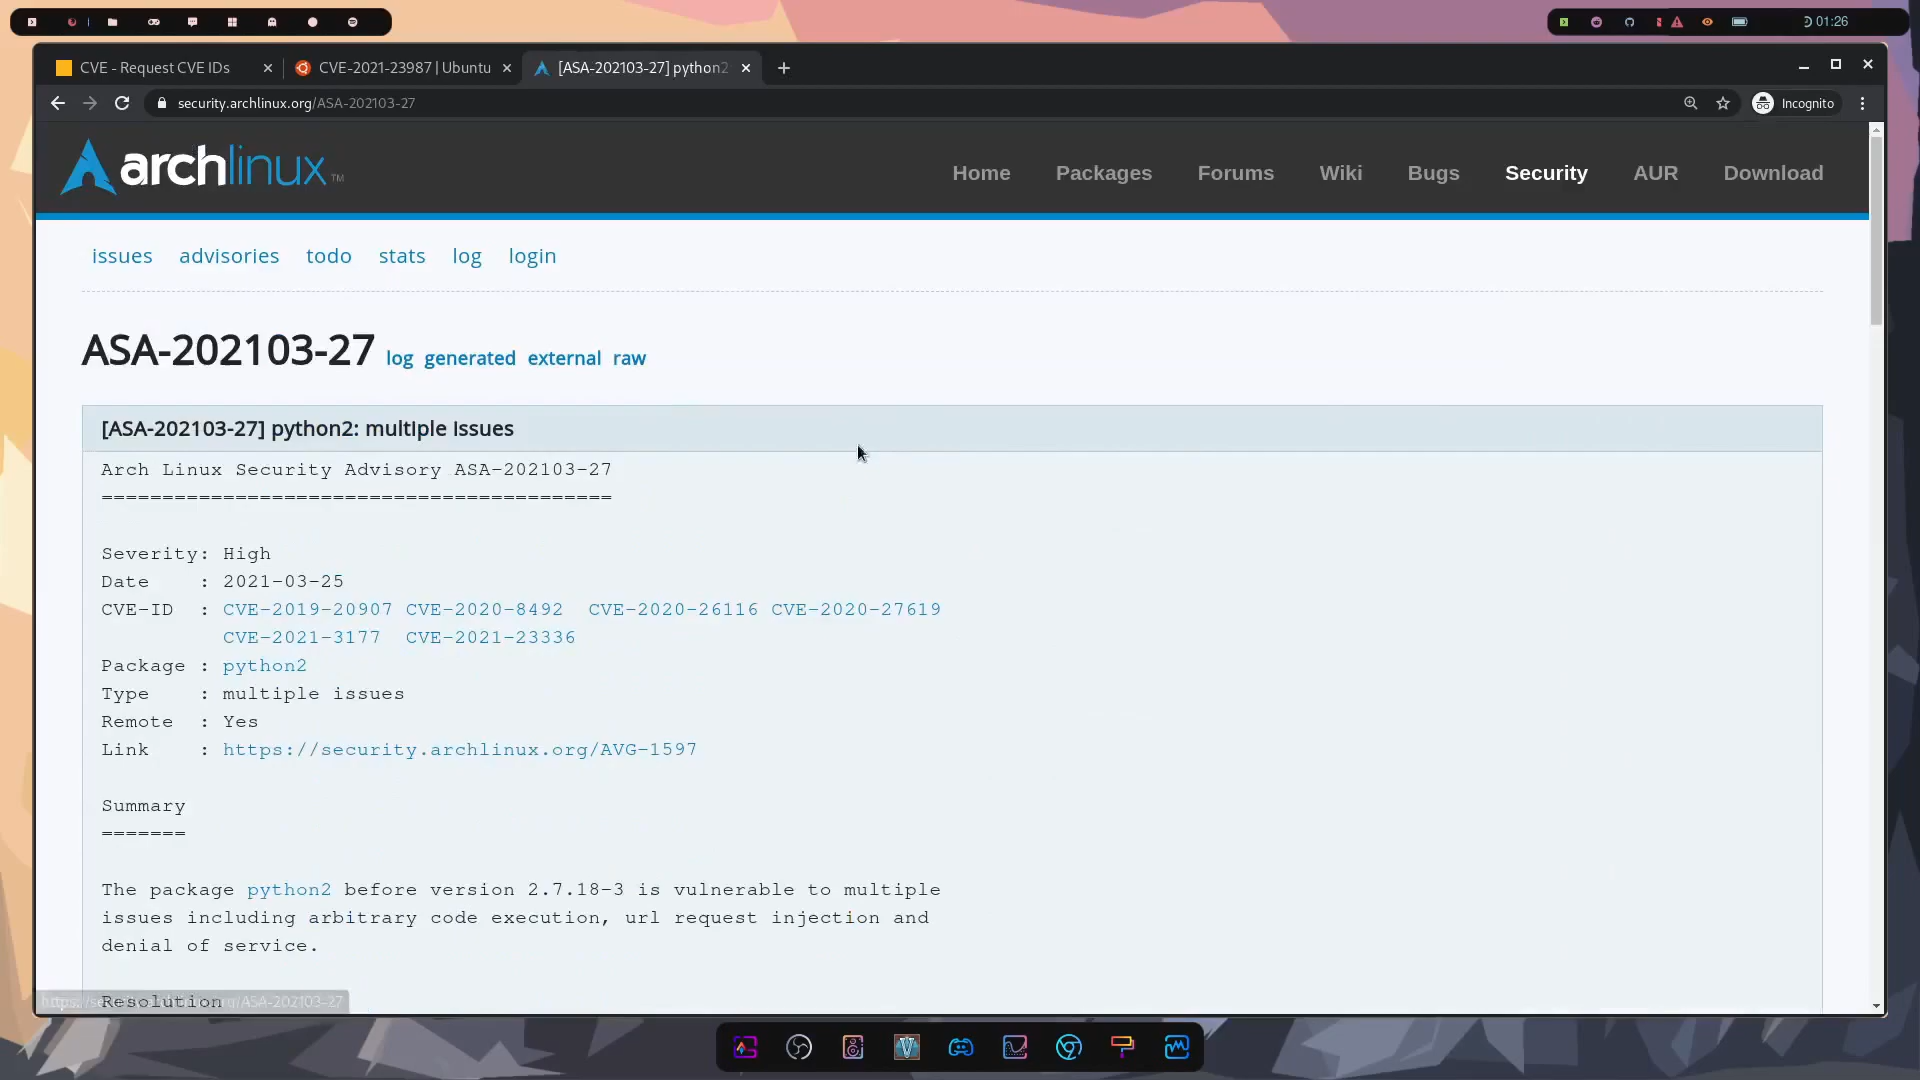 01:26
CVE - Request CVE IDs
CVE-2021-23987 | Ubuntu
[ASA-202103-27] python2
security.archlinux.org/ASA-202103-27
Incognito
archlinux™
Home Packages Forums Wiki Bugs Security AUR Download
issues advisories todo stats log login
ASA-202103-27 log generated external raw
[ASA-202103-27] python2: multiple issues
Arch Linux Security Advisory ASA-202103-27
==========================================
Severity: High
Date : 2021-03-25
CVE-ID : CVE-2019-20907 CVE-2020-8492 CVE-2020-26116 CVE-2020-27619
CVE-2021-3177 CVE-2021-23336
Package : python2
Type : multiple issues
Remote : Yes
Link : https://security.archlinux.org/AVG-1597
Summary
=======
The package python2 before version 2.7.18-3 is vulnerable to multiple
issues including arbitrary code execution, url request injection and
denial of service.
Resolution